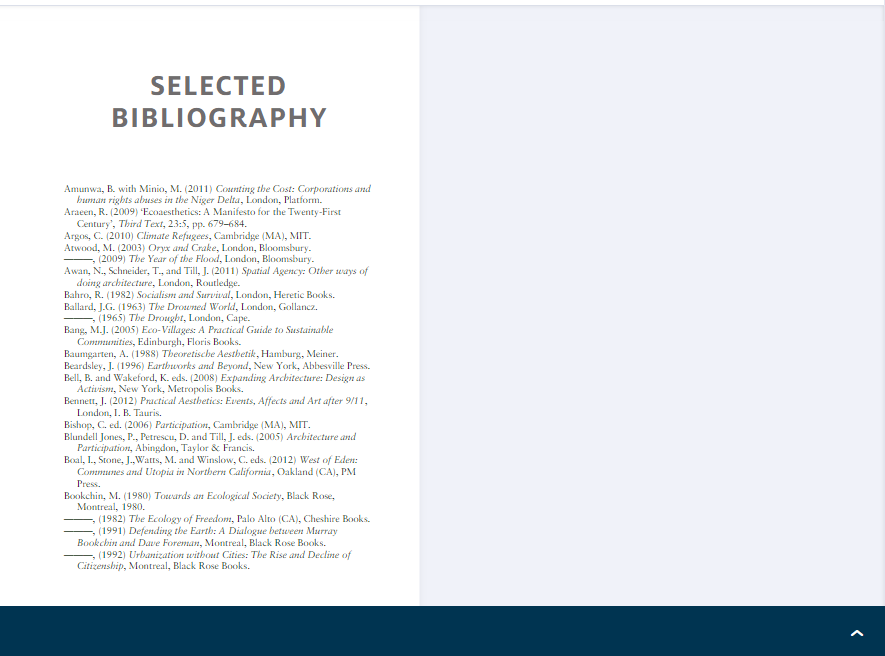 SELECTED
BIBLIOGRAPHY
Amunwa, B. with Minio, M. (2011) Counting the Cost: Corporations and
human rights abuses in the Niger Delta, London, Platform.
Araeen, R. (2009) ‘Ecoaesthetics: A Manifesto for the Twenty-First
Century’, Third Text, 23:5, pp. 679–684.
Argos, C. (2010) Climate Refugees, Cambridge (MA), MIT.
Atwood, M. (2003) Oryx and Crake, London, Bloomsbury.
———, (2009) The Year of the Flood, London, Bloomsbury.
Awan, N., Schneider, T., and Till, J. (2011) Spatial Agency: Other ways of
doing architecture, London, Routledge.
Bahro, R. (1982) Socialism and Survival, London, Heretic Books.
Ballard, J.G. (1963) The Drowned World, London, Gollancz.
———, (1965) The Drought, London, Cape.
Bang, M.J. (2005) Eco-Villages: A Practical Guide to Sustainable
Communities, Edinburgh, Floris Books.
Baumgarten, A. (1988) Theoretische Aesthetik, Hamburg, Meiner.
Beardsley, J. (1996) Earthworks and Beyond, New York, Abbesville Press.
Bell, B. and Wakeford, K. eds. (2008) Expanding Architecture: Design as
Activism, New York, Metropolis Books.
Bennett, J. (2012) Practical Aesthetics: Events, Affects and Art after 9/11,
London, I. B. Tauris.
Bishop, C. ed. (2006) Participation, Cambridge (MA), MIT.
Blundell Jones, P., Petrescu, D. and Till, J. eds. (2005) Architecture and
Participation, Abingdon, Taylor & Francis.
Boal, I., Stone, J.,Watts, M. and Winslow, C. eds. (2012) West of Eden:
Communes and Utopia in Northern California, Oakland (CA), PM
Press.
Bookchin, M. (1980) Towards an Ecological Society, Black Rose,
Montreal, 1980.
———, (1982) The Ecology of Freedom, Palo Alto (CA), Cheshire Books.
———, (1991) Defending the Earth: A Dialogue between Murray
Bookchin and Dave Foreman, Montreal, Black Rose Books.
———, (1992) Urbanization without Cities: The Rise and Decline of
Citizenship, Montreal, Black Rose Books.